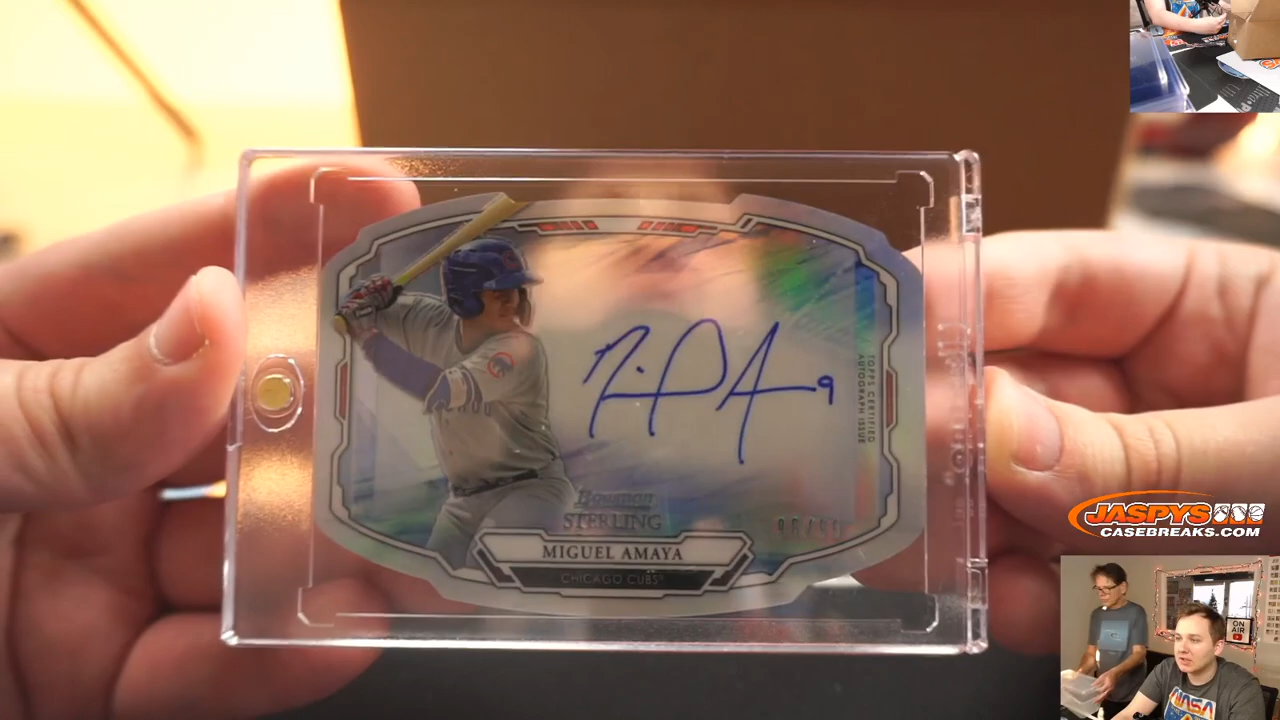 TOPPS CERTIFIED
AUTOGRAPH ISSUE
Bowman
STERLING
MIGUEL AMAYA
CHICAGO CUBS
JASPYS
CASEBREAKS.COM
ON
AIR
NASA